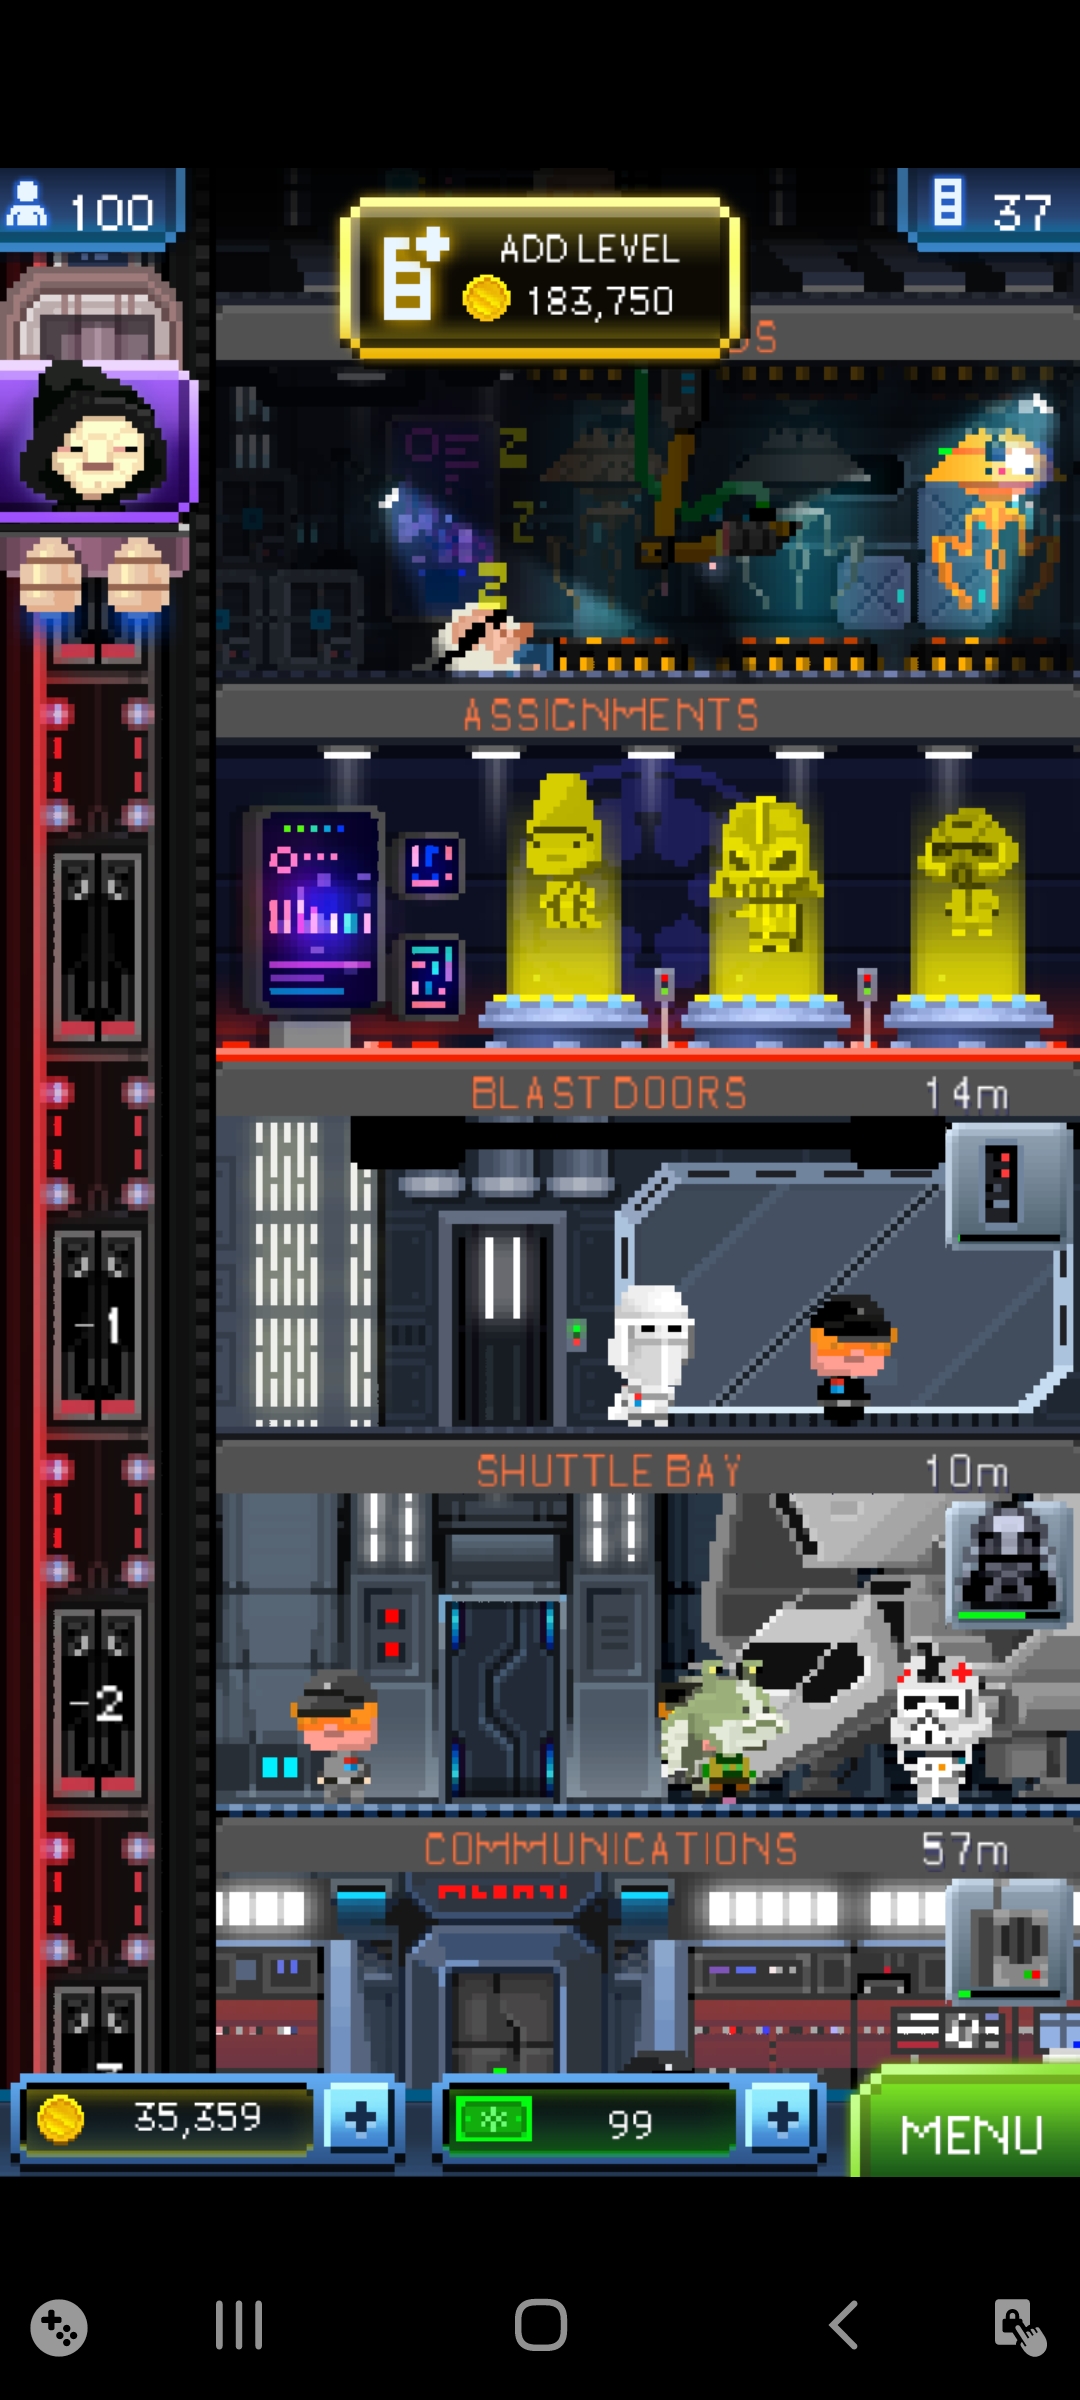 100
37
ADD LEVEL
183,750
DS
Z
Z
Z
ASSIGNMENTS
BLAST DOORS 14m
-1
SHUTTLE BAY 10m
-2
COMMUNICATIONS 57m
35,359
99
MENU